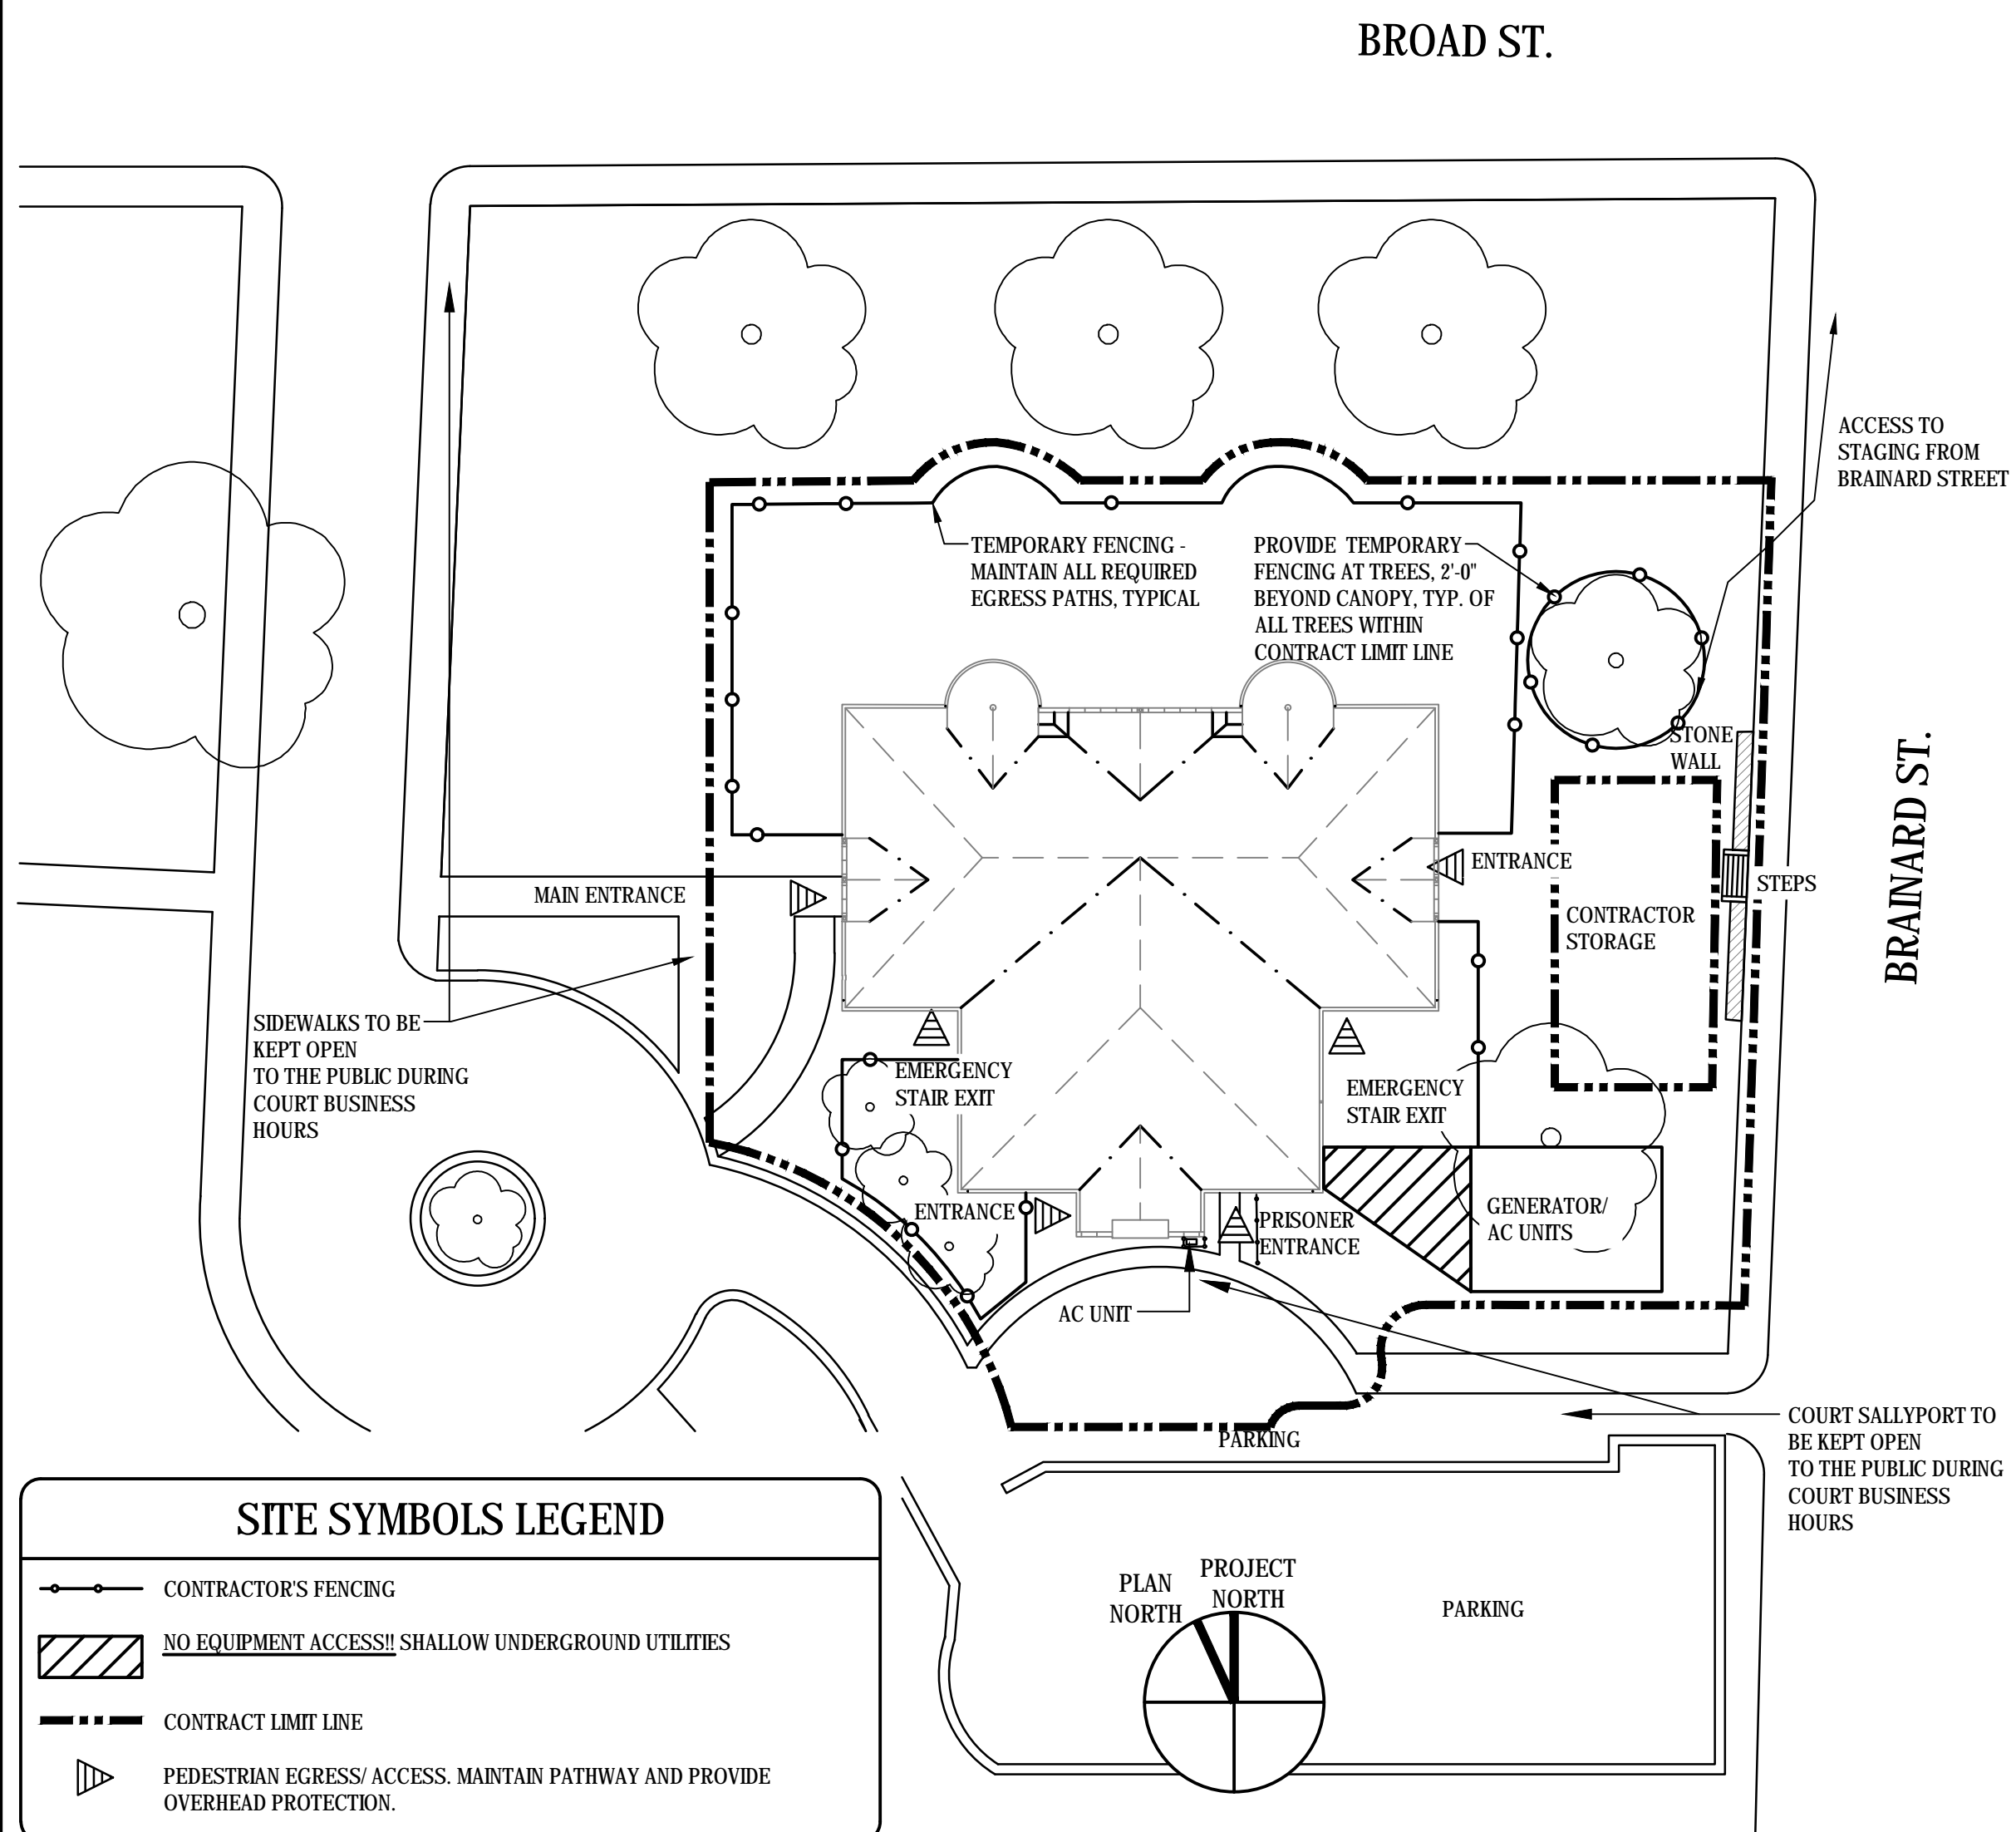 BROAD ST.
ACCESS TO
STAGING FROM
BRAINARD STREET
TEMPORARY FENCING -
MAINTAIN ALL REQUIRED
EGRESS PATHS, TYPICAL
PROVIDE TEMPORARY
FENCING AT TREES, 2'-0"
BEYOND CANOPY, TYP. OF
ALL TREES WITHIN
CONTRACT LIMIT LINE
STONE
WALL
BRAINARD ST.
MAIN ENTRANCE
ENTRANCE
STEPS
CONTRACTOR
STORAGE
SIDEWALKS TO BE
KEPT OPEN
TO THE PUBLIC DURING
COURT BUSINESS
HOURS
EMERGENCY
STAIR EXIT
EMERGENCY
STAIR EXIT
ENTRANCE
PRISONER
ENTRANCE
GENERATOR/
AC UNITS
AC UNIT
PARKING
COURT SALLYPORT TO
BE KEPT OPEN
TO THE PUBLIC DURING
COURT BUSINESS
HOURS
SITE SYMBOLS LEGEND
CONTRACTOR'S FENCING
NO EQUIPMENT ACCESS!! SHALLOW UNDERGROUND UTILITIES
CONTRACT LIMIT LINE
PEDESTRIAN EGRESS/ ACCESS. MAINTAIN PATHWAY AND PROVIDE
OVERHEAD PROTECTION.
PLAN
NORTH
PROJECT
NORTH
PARKING